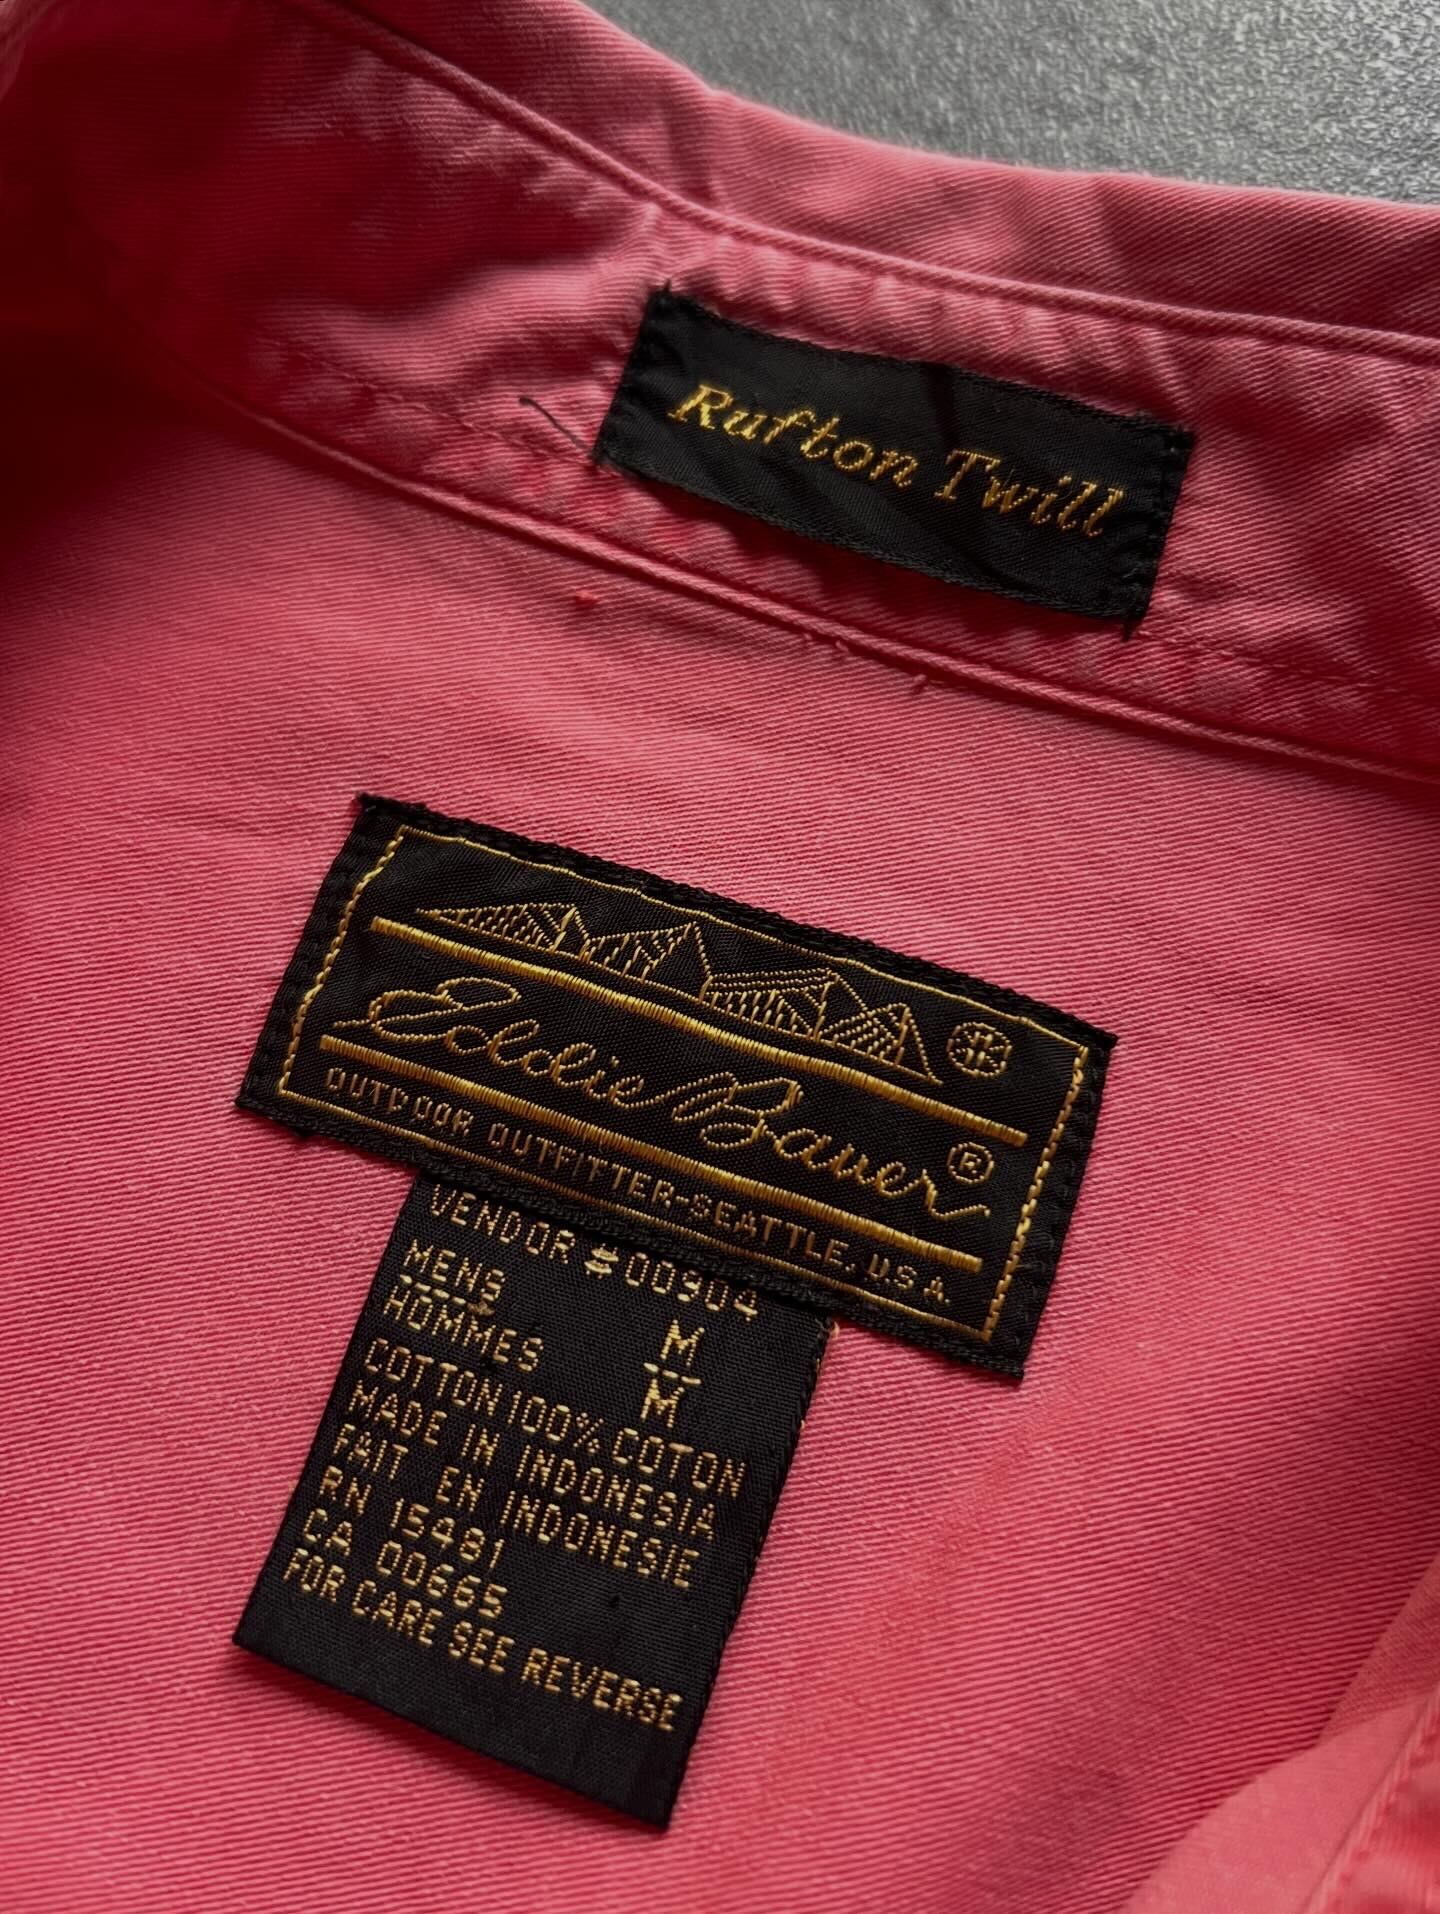 Rufton Twill
Eddie Bauer®
OUTDOOR OUTFITTER-SEATTLE, U.S.A.
VENDOR #00904
MENS M
HOMMES M
COTTON 100% COTON
MADE IN INDONESIA
FAIT EN INDONESIE
RN 15481
CA 00665
FOR CARE SEE REVERSE